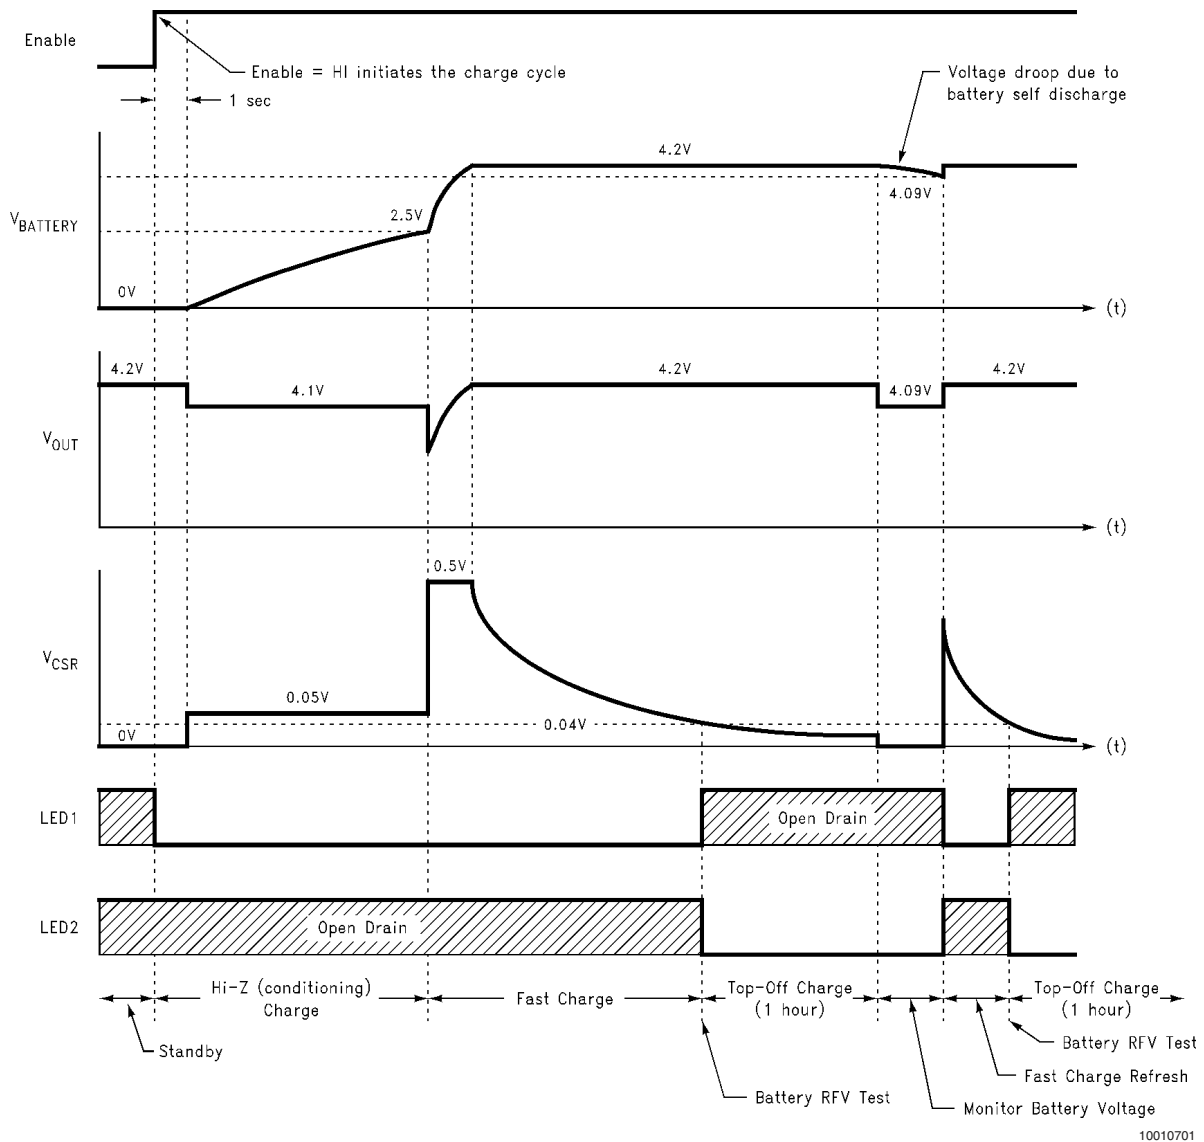 Enable
Enable = HI initiates the charge cycle
1 sec
Voltage droop due to
battery self discharge
4.2V
4.09V
2.5V
VBATTERY
0V
(t)
4.2V
4.1V
4.2V
4.09V
4.2V
VOUT
(t)
0.5V
VCSR
0.05V
0.04V
0V
(t)
LED1
Open Drain
LED2
Open Drain
Hi-Z (conditioning)
Charge
Fast Charge
Top-Off Charge
(1 hour)
Top-Off Charge
(1 hour)
Standby
Battery RFV Test
Fast Charge Refresh
Battery RFV Test
Monitor Battery Voltage
10010701